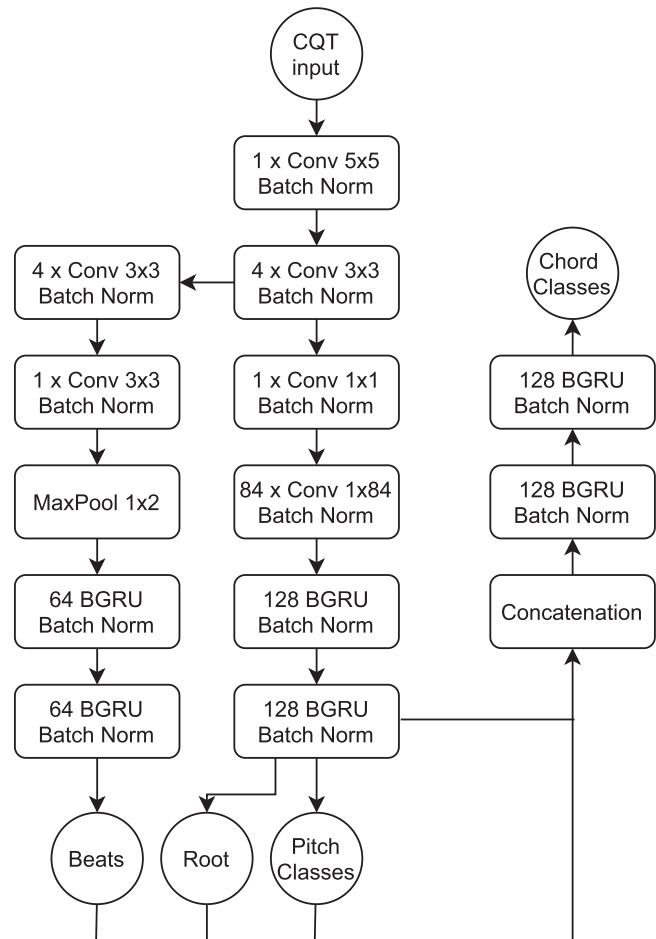 CQT
input
1 x Conv 5x5
Batch Norm
4 x Conv 3x3
Batch Norm
4 x Conv 3x3
Batch Norm
Chord
Classes
1 x Conv 3x3
Batch Norm
1 x Conv 1x1
Batch Norm
128 BGRU
Batch Norm
MaxPool 1x2
84 x Conv 1x84
Batch Norm
128 BGRU
Batch Norm
64 BGRU
Batch Norm
128 BGRU
Batch Norm
Concatenation
64 BGRU
Batch Norm
128 BGRU
Batch Norm
Beats
Root
Pitch
Classes